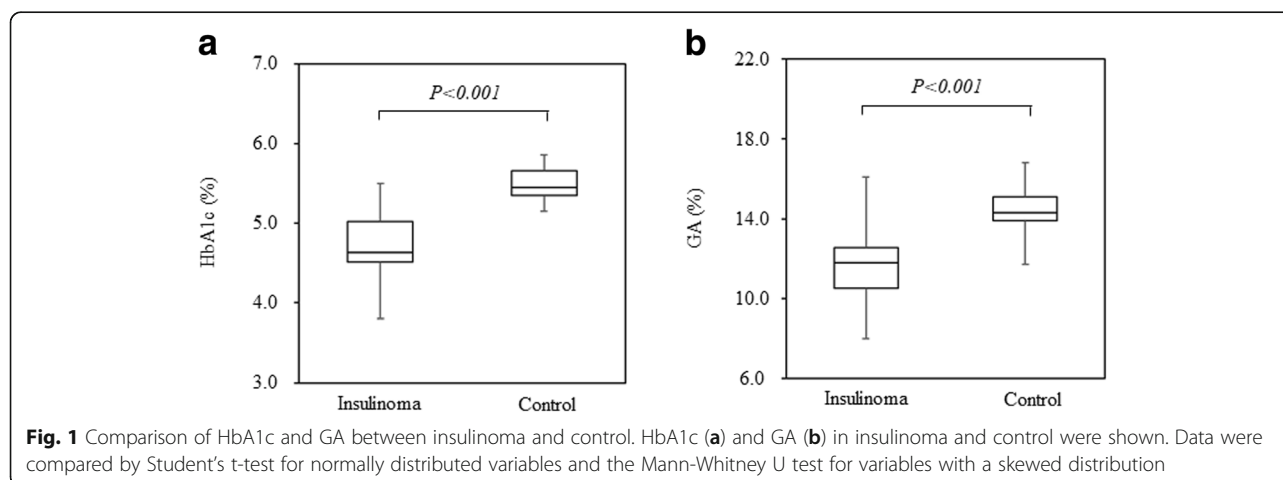 a
7.0
P<0.001
6.0
HbA1c (%)
5.0
4.0
3.0
Insulinoma Control
b
22.0
P<0.001
18.0
GA (%)
14.0
10.0
6.0
Insulinoma Control
Fig. 1 Comparison of HbA1c and GA between insulinoma and control. HbA1c (a) and GA (b) in insulinoma and control were shown. Data were
compared by Student's t-test for normally distributed variables and the Mann-Whitney U test for variables with a skewed distribution